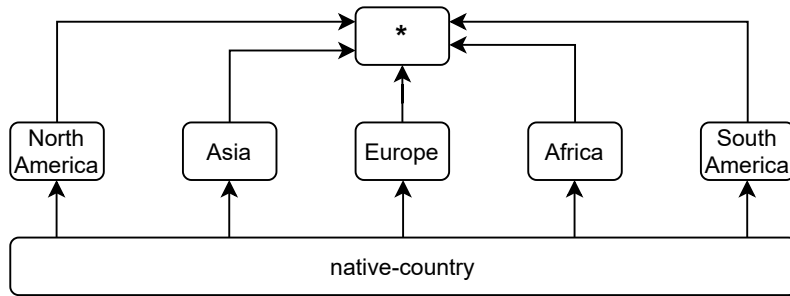 *
North
America
Asia
Europe
Africa
South
America
native-country